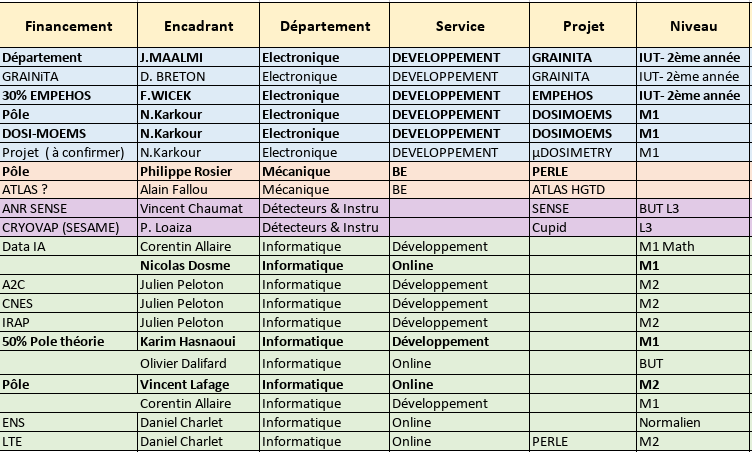 Financement Encadrant Département Service Projet Niveau
Département J.MAALMI Electronique DEVELOPPEMENT GRAINITA IUT- 2ème année
GRAINiTA D. BRETON Electronique DEVELOPPEMENT GRAINITA IUT- 2ème année
30% EMPEHOS F.WICEK Electronique DEVELOPPEMENT EMPEHOS IUT- 2ème année
Pôle N.Karkour Electronique DEVELOPPEMENT DOSIMOEMS M1
DOSI-MOEMS N.Karkour Electronique DEVELOPPEMENT DOSIMOEMS M1
Projet ( à confirmer) N.Karkour Electronique DEVELOPPEMENT µDOSIMETRY M1
Pôle Philippe Rosier Mécanique BE PERLE
ATLAS ? Alain Fallou Mécanique BE ATLAS HGTD
ANR SENSE Vincent Chaumat Détecteurs & Instru SENSE BUT L3
CRYOVAP (SESAME) P. Loaiza Détecteurs & Instru Cupid L3
Data IA Corentin Allaire Informatique Développement M1 Math
Nicolas Dosme Informatique Online M1
A2C Julien Peloton Informatique Développement M2
CNES Julien Peloton Informatique Développement M2
IRAP Julien Peloton Informatique Développement M2
50% Pole théorie Karim Hasnaoui Informatique Développement M1
Olivier Dalifard Informatique Online BUT
Pôle Vincent Lafage Informatique Online M2
Corentin Allaire Informatique Développement M1
ENS Daniel Charlet Informatique Online Normalien
LTE Daniel Charlet Informatique Online PERLE M2